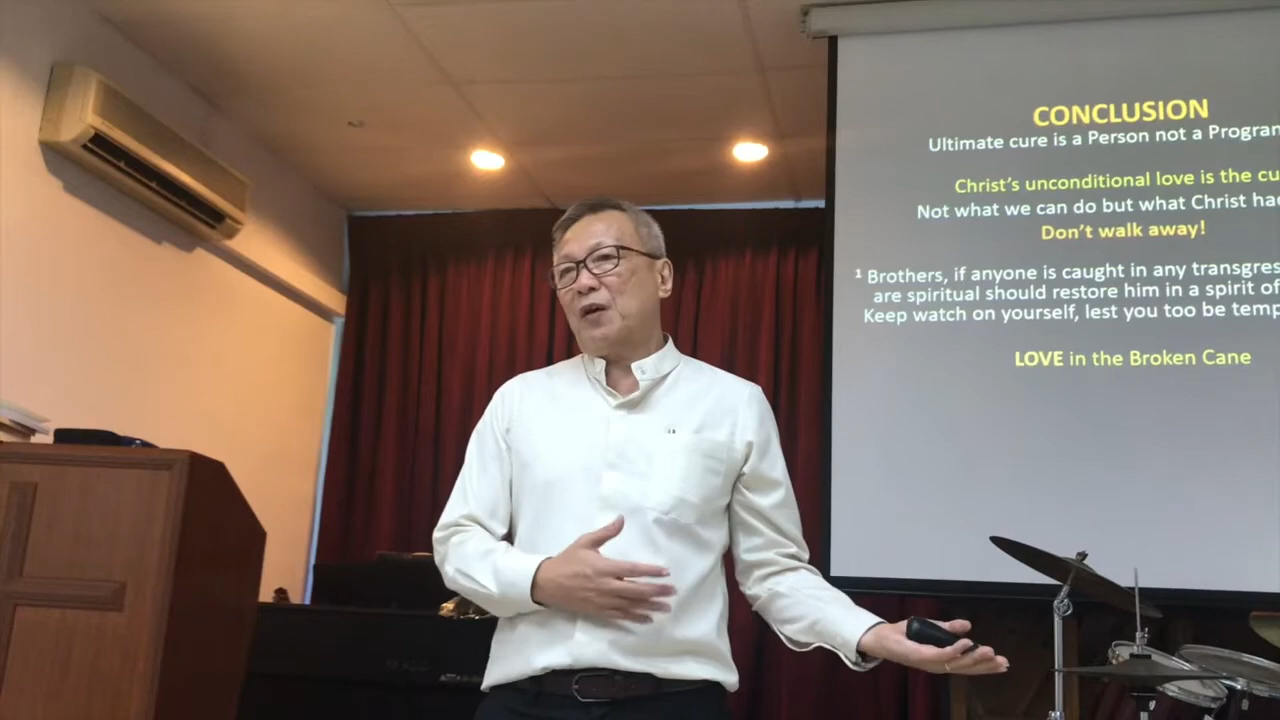 CONCLUSION
Ultimate cure is a Person not a Program
Christ's unconditional love is the cu
Not what we can do but what Christ had
Don't walk away!
¹ Brothers, if anyone is caught in any transgres
are spiritual should restore him in a spirit of
Keep watch on yourself, lest you too be temp
LOVE in the Broken Cane